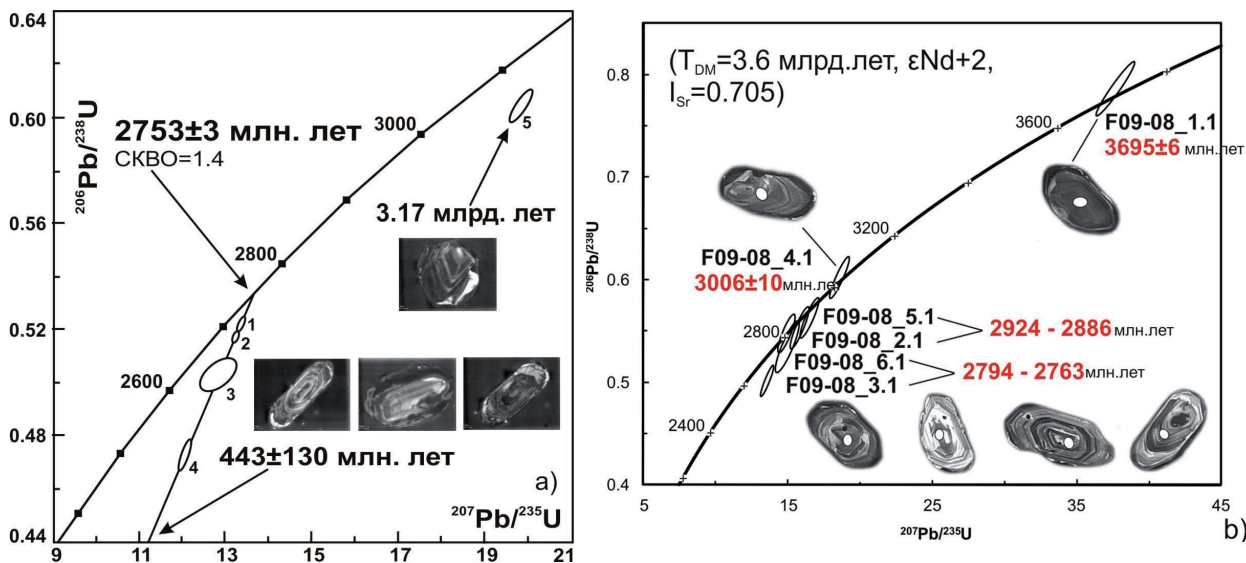 0.64
0.60
0.56
0.52
0.48
0.44
²⁰⁶Pb/²³⁸U
2753±3 млн. лет
СКВО=1.4
3000
2800
2600
5
3.17 млрд. лет
1
2
3
4
443±130 млн. лет
a)
²⁰⁷Pb/²³⁵U
9 11 13 15 17 19 21
0.8
0.7
0.6
0.5
0.4
²⁰⁶Pb/²³⁸U
(T_DM=3.6 млрд.лет, εNd+2,
I_Sr=0.705)
3600
F09-08_1.1
3695±6 млн.лет
3200
F09-08_4.1
3006±10млн.лет
2800
F09-08_5.1
F09-08_2.1
2924 - 2886 млн.лет
F09-08_6.1
F09-08_3.1
2794 - 2763млн.лет
2400
5 15 25 35 45
²⁰⁷Pb/²³⁵U
b)